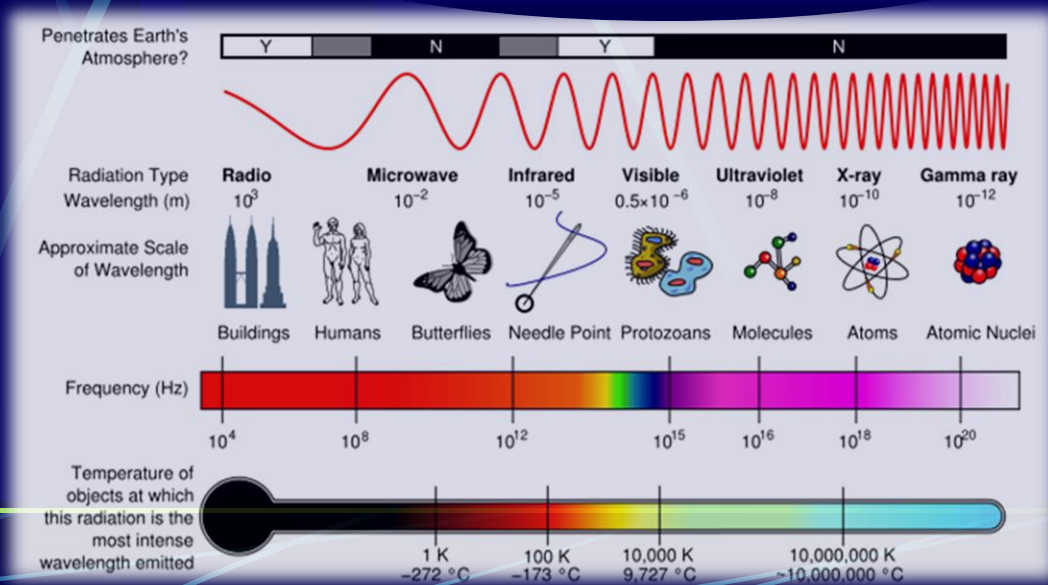 Penetrates Earth's
Atmosphere?
Y N Y N
Radiation Type
Radio Microwave Infrared Visible Ultraviolet X-ray Gamma ray
Wavelength (m)
10³ 10⁻² 10⁻⁵ 0.5×10⁻⁶ 10⁻⁸ 10⁻¹⁰ 10⁻¹²
Approximate Scale
of Wavelength
Buildings Humans Butterflies Needle Point Protozoans Molecules Atoms Atomic Nuclei
Frequency (Hz)
10⁴ 10⁸ 10¹² 10¹⁵ 10¹⁶ 10¹⁸ 10²⁰
Temperature of
objects at which
this radiation is the
most intense
wavelength emitted
1 K 100 K 10,000 K 10,000,000 K
−272 °C −173 °C 9,727 °C ~10,000,000 °C